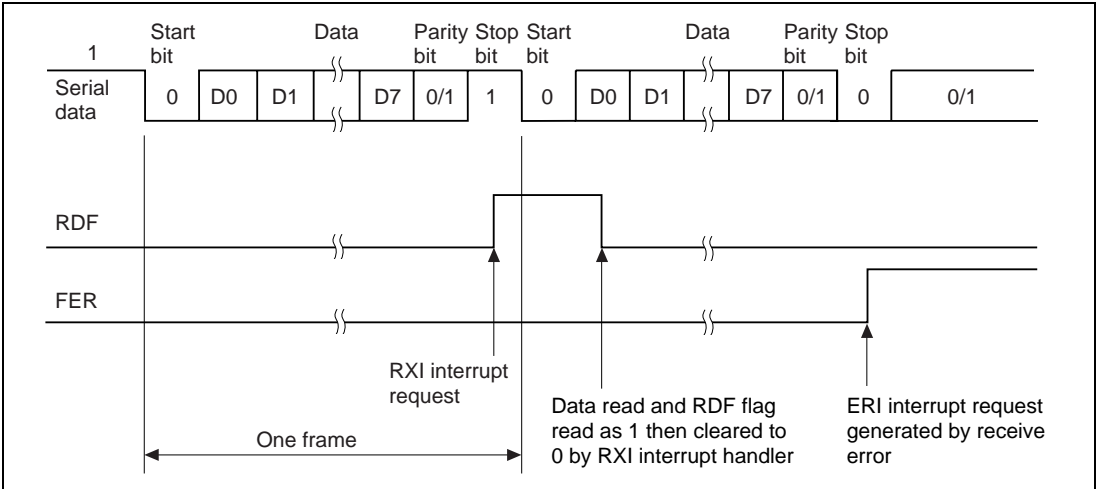 1
Start bit
Data
Parity bit
Stop bit
Start bit
Data
Parity bit
Stop bit
Serial data
0 D0 D1 D7 0/1 1 0 D0 D1 D7 0/1 0 0/1
RDF
FER
RXI interrupt
request
Data read and RDF flag
read as 1 then cleared to
0 by RXI interrupt handler
ERI interrupt request
generated by receive
error
One frame